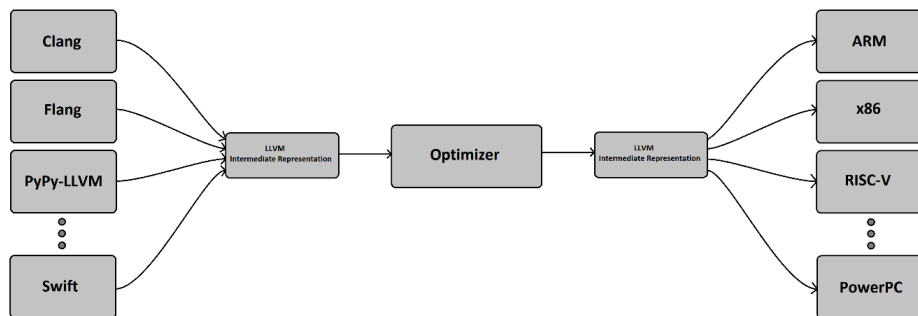 Clang
Flang
PyPy-LLVM
Swift
LLVM
Intermediate Representation
Optimizer
LLVM
Intermediate Representation
ARM
x86
RISC-V
PowerPC